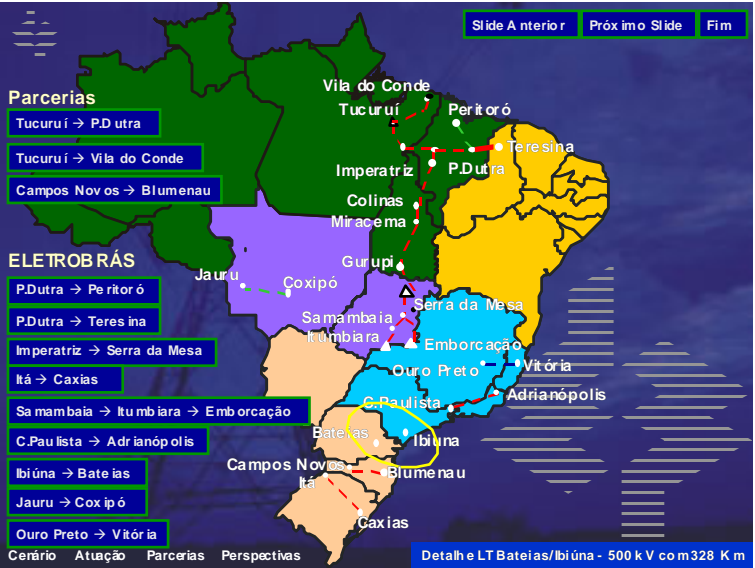 Slide Anterior
Próximo Slide
Fim
Parcerias
Tucuruí → P.Dutra
Tucuruí → Vila do Conde
Campos Novos → Blumenau
ELETROBRÁS
P.Dutra → Peritoró
P.Dutra → Teresina
Imperatriz → Serra da Mesa
Itá → Caxias
Samambaia → Itumbiara → Emborcação
C.Paulista → Adrianópolis
Ibiúna → Bateias
Jauru → Coxipó
Ouro Preto → Vitória
Vila do Conde
Tucuruí
Peritoró
Teresina
Imperatriz
P.Dutra
Colinas
Miracema
Gurupi
Jauru
Coxipó
Serra da Mesa
Samambaia
Itumbiara
Emborcação
Ouro Preto
Vitória
C.Paulista
Adrianópolis
Bateias
Ibiúna
Campos Novos
Blumenau
Itá
Caxias
Cenário Atuação Parcerias Perspectivas
Detalhe LT Bateias/Ibiúna - 500 kV com 328 Km